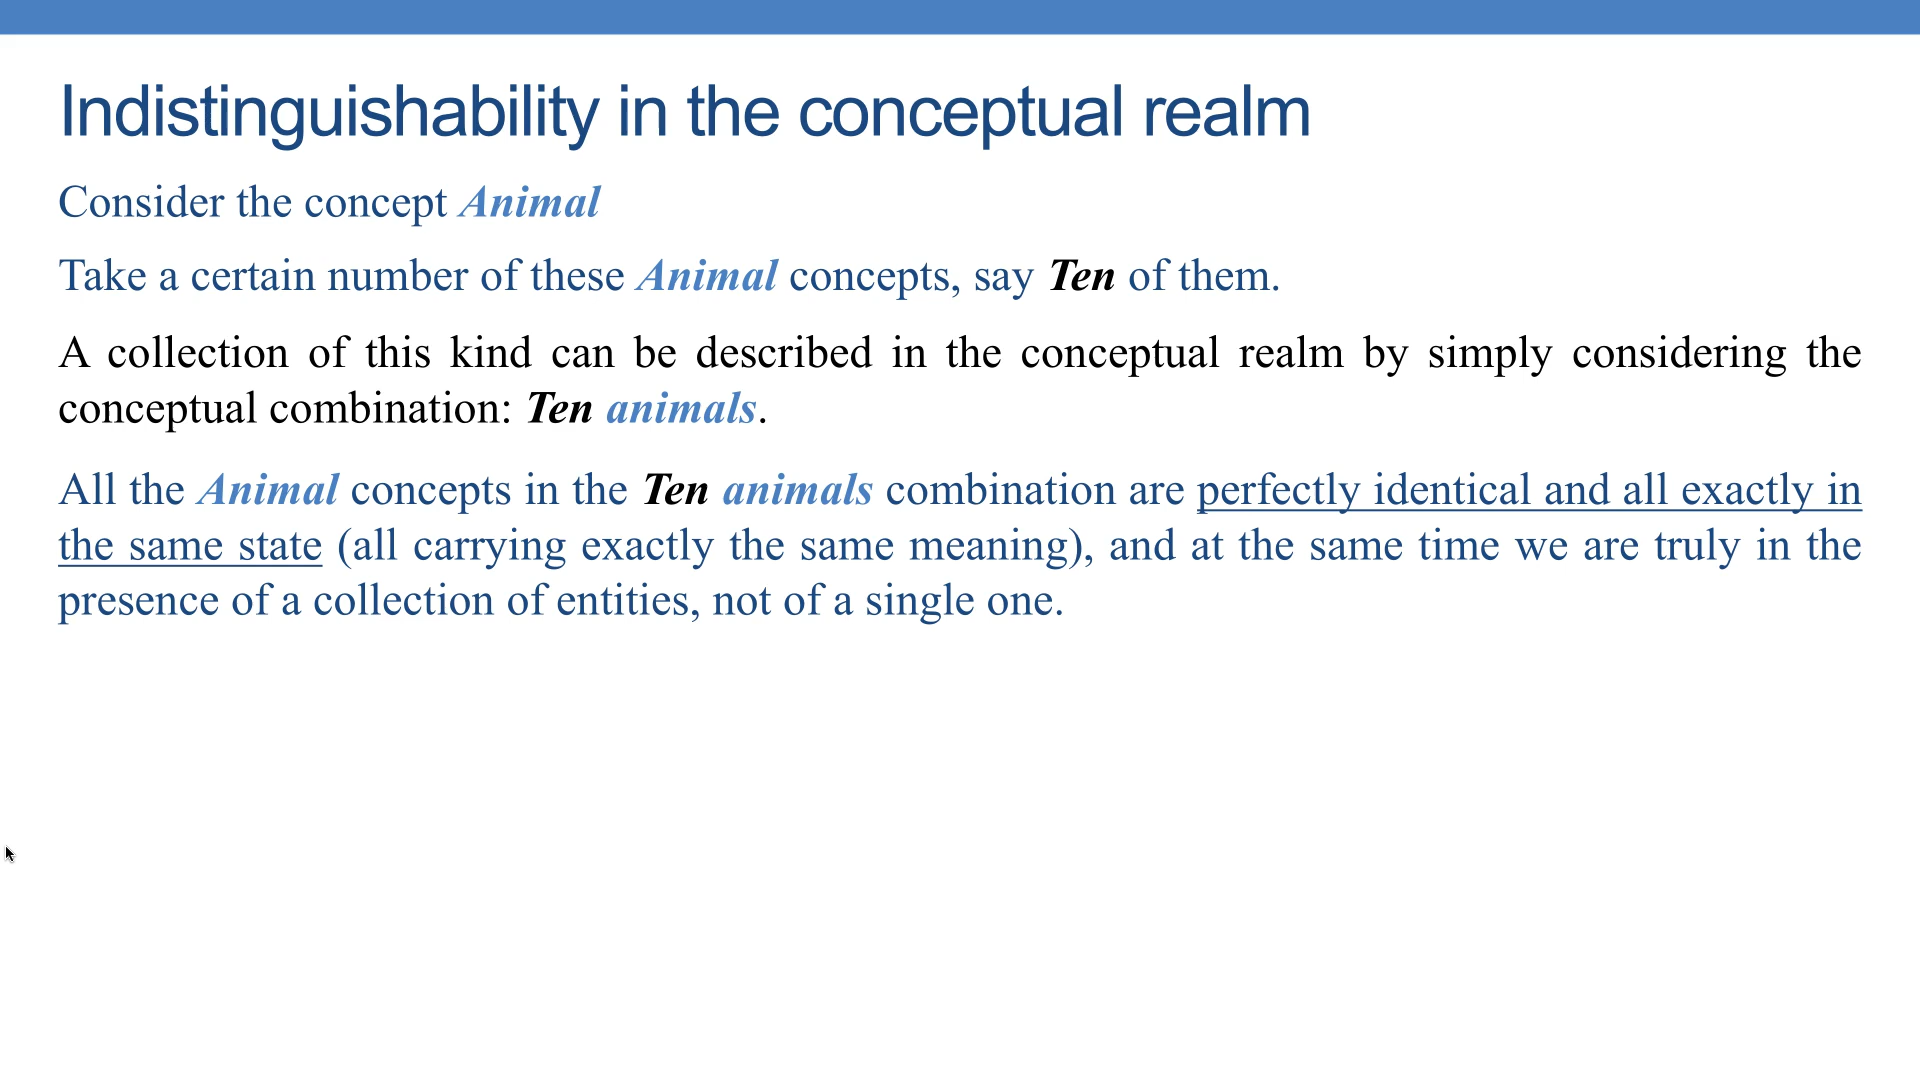 Indistinguishability in the conceptual realm
Consider the concept Animal
Take a certain number of these Animal concepts, say Ten of them.
A collection of this kind can be described in the conceptual realm by simply considering the
conceptual combination: Ten animals.
All the Animal concepts in the Ten animals combination are perfectly identical and all exactly in
the same state (all carrying exactly the same meaning), and at the same time we are truly in the
presence of a collection of entities, not of a single one.